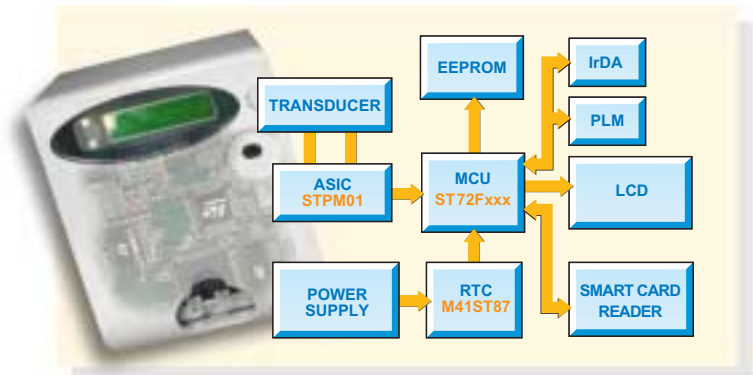 EEPROM
IrDA
TRANSDUCER
PLM
ASIC
STPM01
MCU
ST72Fxxx
LCD
POWER
SUPPLY
RTC
M41ST87
SMART CARD
READER